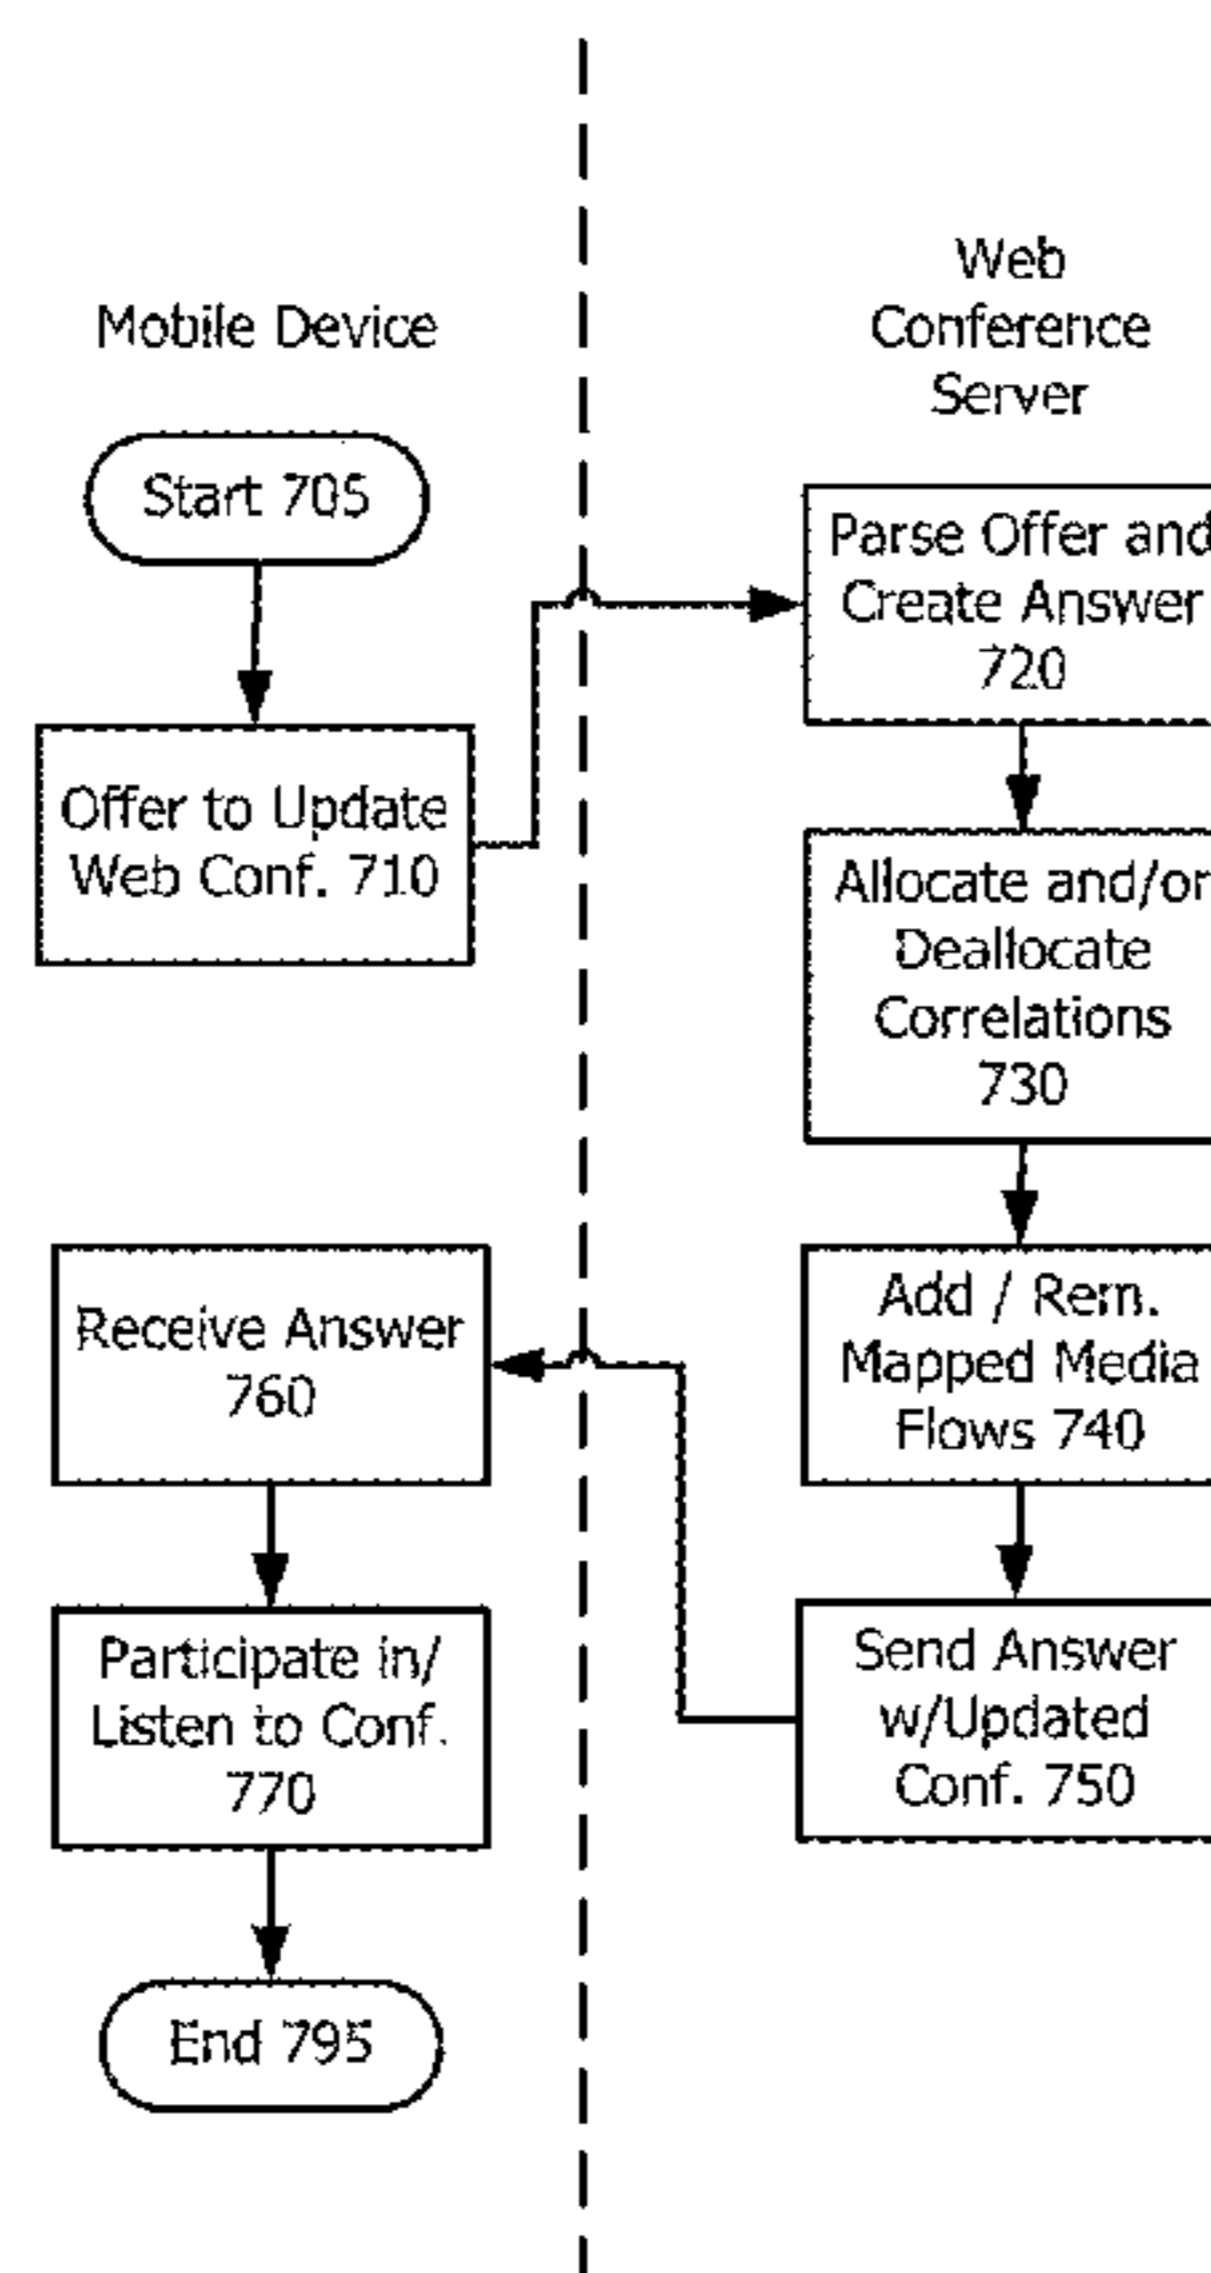 Mobile Device
Start 705
Offer to Update
Web Conf. 710
Receive Answer
760
Participate in/
Listen to Conf.
770
End 795
Web
Conference
Server
Parse Offer and
Create Answer
720
Allocate and/or
Deallocate
Correlations
730
Add / Rem.
Mapped Media
Flows 740
Send Answer
w/Updated
Conf. 750